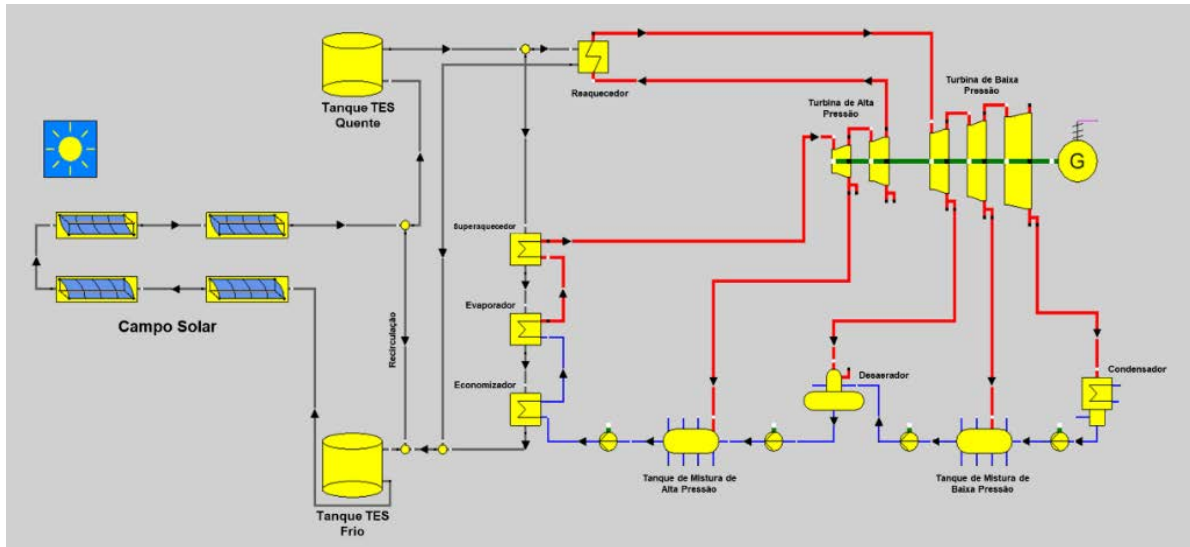 Tanque TES
Quente
Reaquecedor
Turbina de Alta
Pressão
Turbina de Baixa
Pressão
G
Superaquecedor
Campo Solar
Recirculação
Evaporador
Economizador
Desaerador
Condensador
Tanque de Mistura de
Alta Pressão
Tanque de Mistura de
Baixa Pressão
Tanque TES
Frio